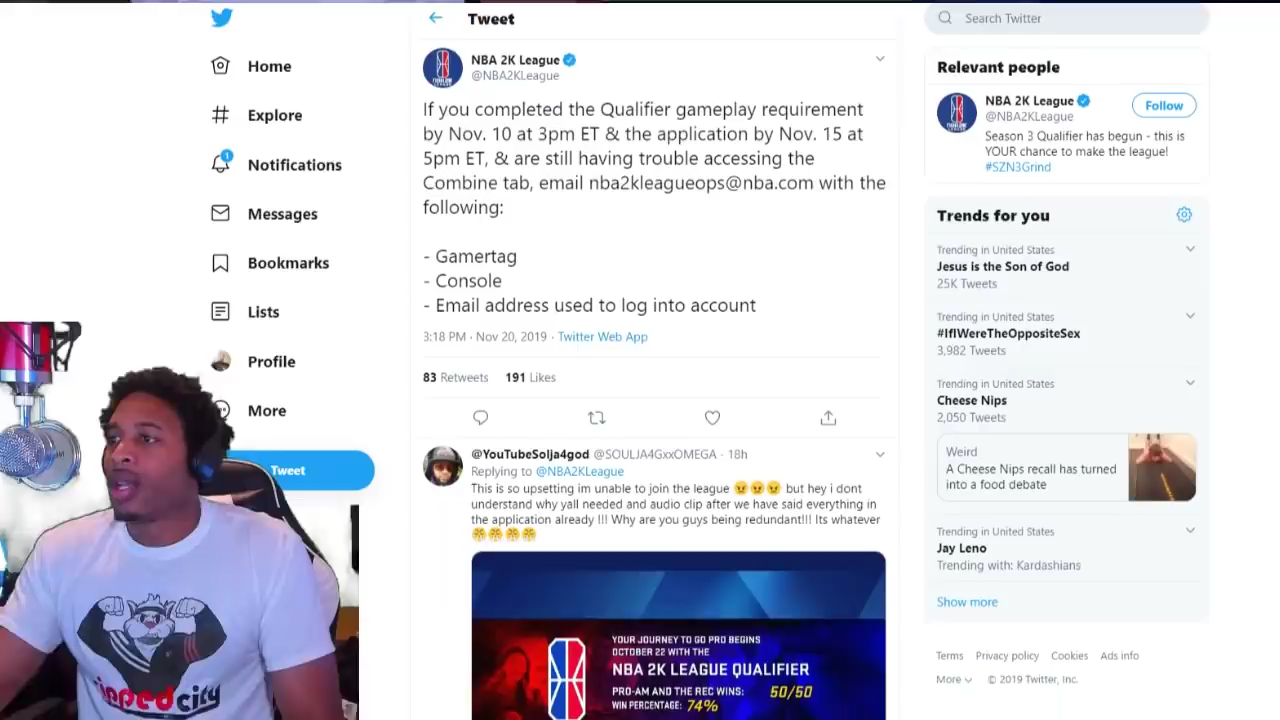 Tweet
Search Twitter
NBA 2K League
@NBA2KLeague
If you completed the Qualifier gameplay requirement
by Nov. 10 at 3pm ET & the application by Nov. 15 at
5pm ET, & are still having trouble accessing the
Combine tab, email nba2kleagueops@nba.com with the
following:
- Gamertag
- Console
- Email address used to log into account
3:18 PM · Nov 20, 2019 · Twitter Web App
83 Retweets 191 Likes
@YouTubeSolja4god @SOULJA4GxxOMEGA · 18h
Replying to @NBA2KLeague
This is so upsetting im unable to join the league 😠😠😠 but hey i dont
understand why yall needed and audio clip after we have said everything in
the application already !!! Why are you guys being redundant!!! Its whatever
😤😤😤😤
YOUR JOURNEY TO GO PRO BEGINS
OCTOBER 22 WITH THE
NBA 2K LEAGUE QUALIFIER
PRO-AM AND THE REC WINS: 50/50
WIN PERCENTAGE: 74%
Home
Explore
1
Notifications
Messages
Bookmarks
Lists
Profile
More
Tweet
ripped city
Relevant people
NBA 2K League
@NBA2KLeague
Follow
Season 3 Qualifier has begun - this is
YOUR chance to make the league!
#SZN3Grind
Trends for you
Trending in United States
Jesus is the Son of God
25K Tweets
Trending in United States
#IfIWereTheOppositeSex
3,982 Tweets
Trending in United States
Cheese Nips
2,050 Tweets
Weird
A Cheese Nips recall has turned
into a food debate
Trending in United States
Jay Leno
Trending with: Kardashians
Show more
Terms Privacy policy Cookies Ads info
More © 2019 Twitter, Inc.